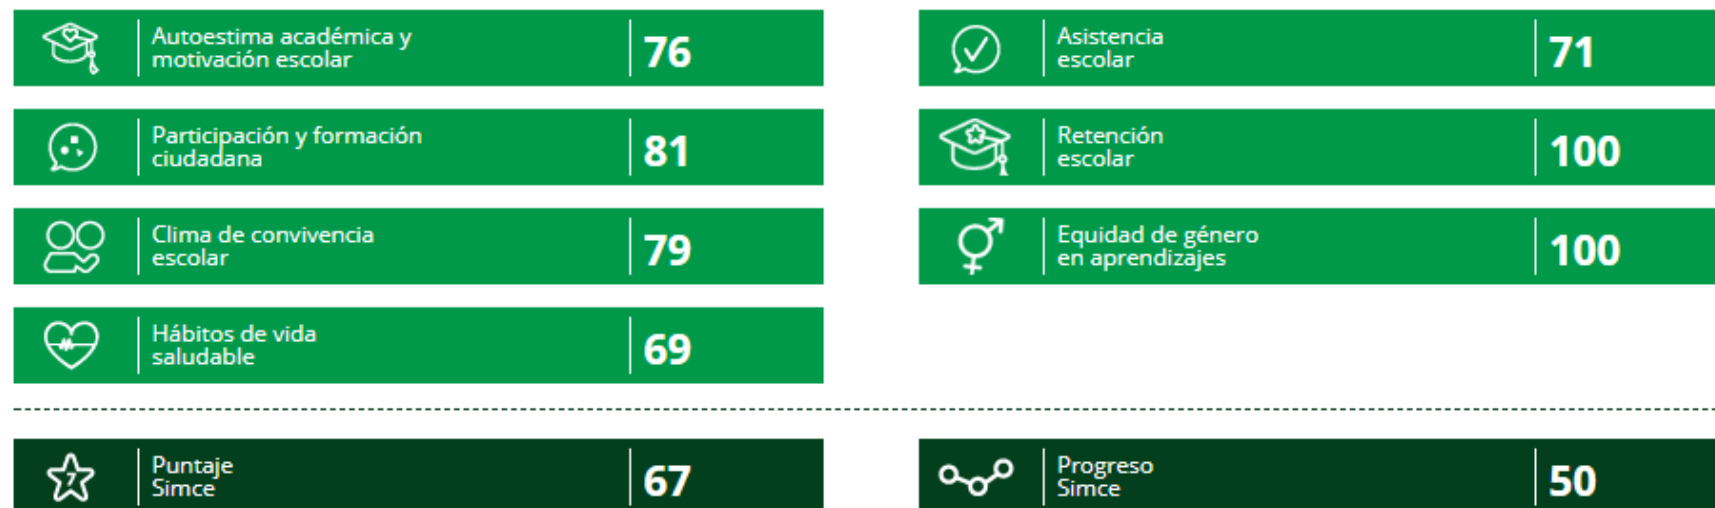 Autoestima académica y
motivación escolar
76
Asistencia
escolar
71
Participación y formación
ciudadana
81
Retención
escolar
100
Clima de convivencia
escolar
79
Equidad de género
en aprendizajes
100
Hábitos de vida
saludable
69
7
Puntaje
Simce
67
Progreso
Simce
50